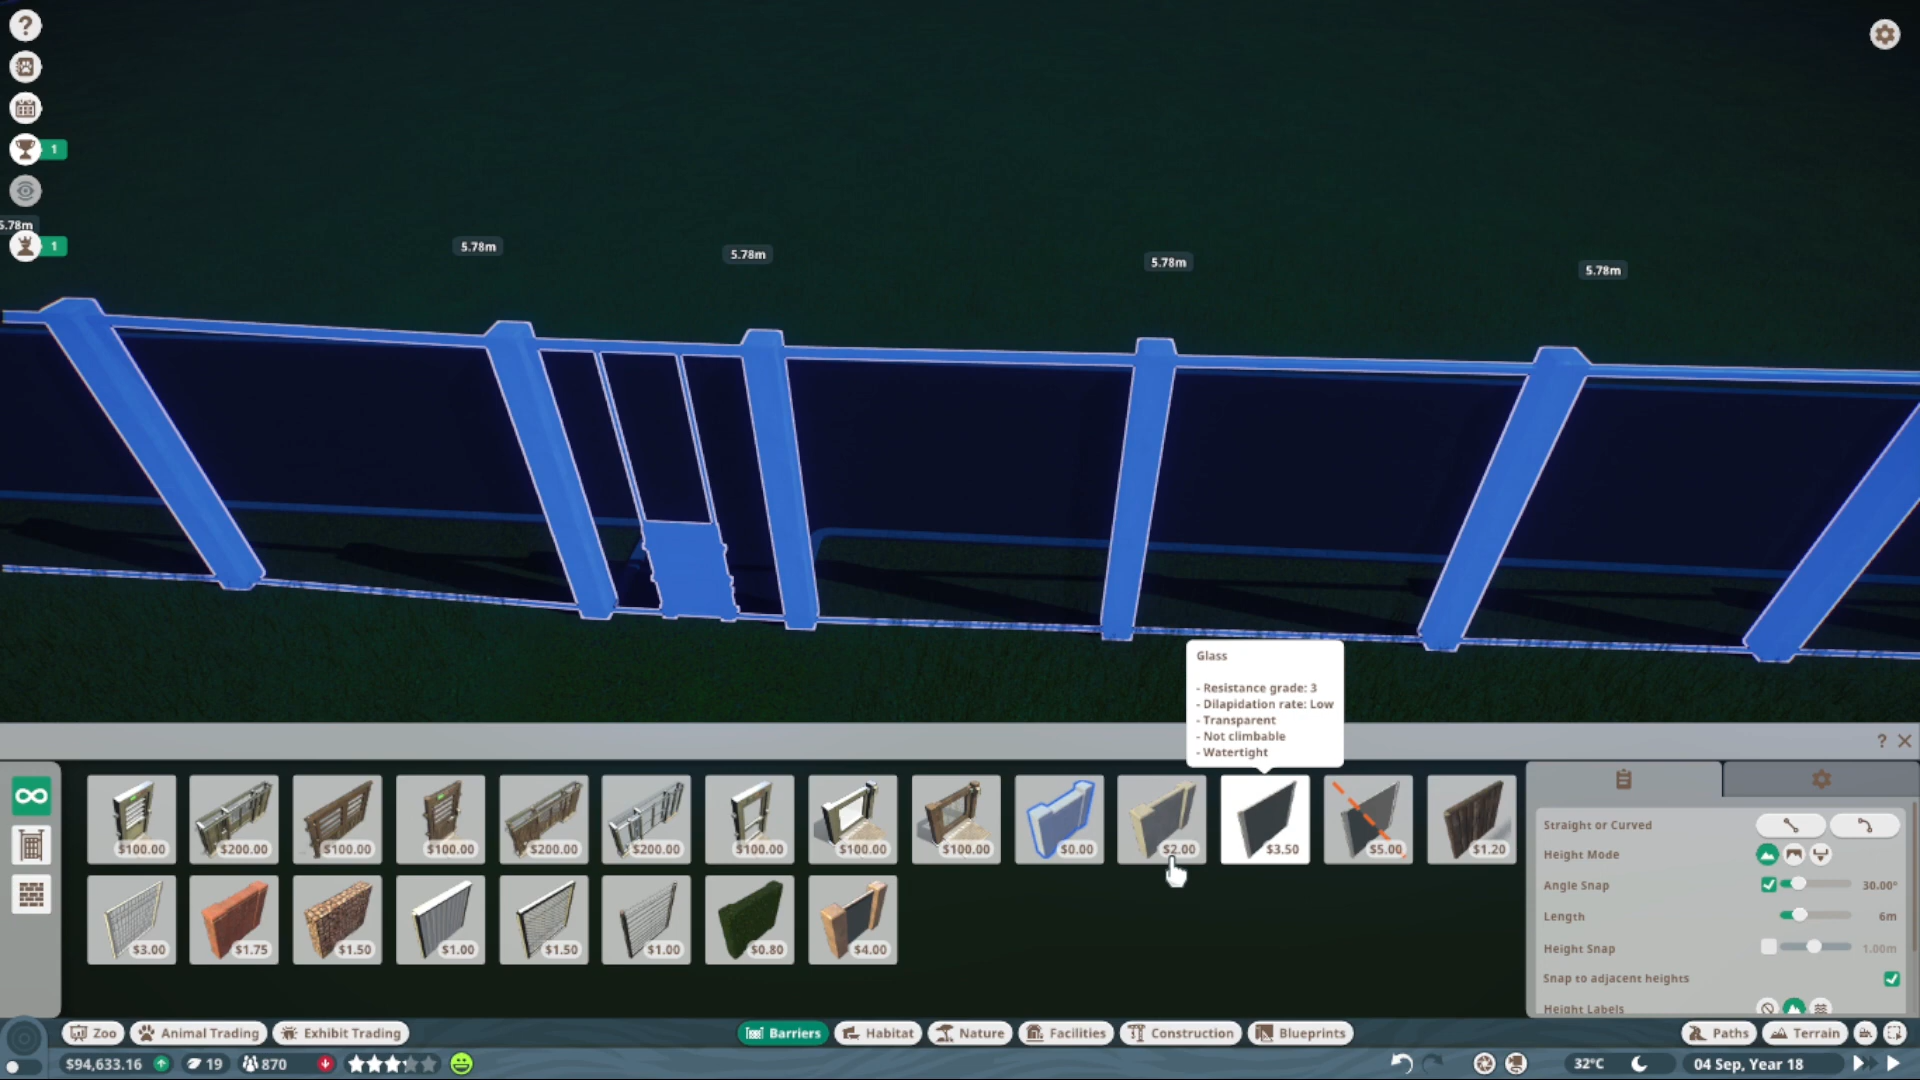 ?
1
5.78m
1
5.78m
5.78m
5.78m
5.78m
Glass
- Resistance grade: 3
- Dilapidation rate: Low
- Transparent
- Not climbable
- Watertight
?
$100.00 $200.00 $100.00 $100.00 $200.00 $200.00 $100.00 $100.00 $100.00 $0.00 $2.00 $3.50 $5.00 $1.20
$3.00 $1.75 $1.50 $1.00 $1.50 $1.00 $0.80 $4.00
Straight or Curved
Height Mode
Angle Snap 30.00°
Length 6m
Height Snap 1.00m
Snap to adjacent heights
Height Labels
Zoo Animal Trading Exhibit Trading Barriers Habitat Nature Facilities Construction Blueprints Paths Terrain
$94,633.16 19 870 32°C 04 Sep, Year 18